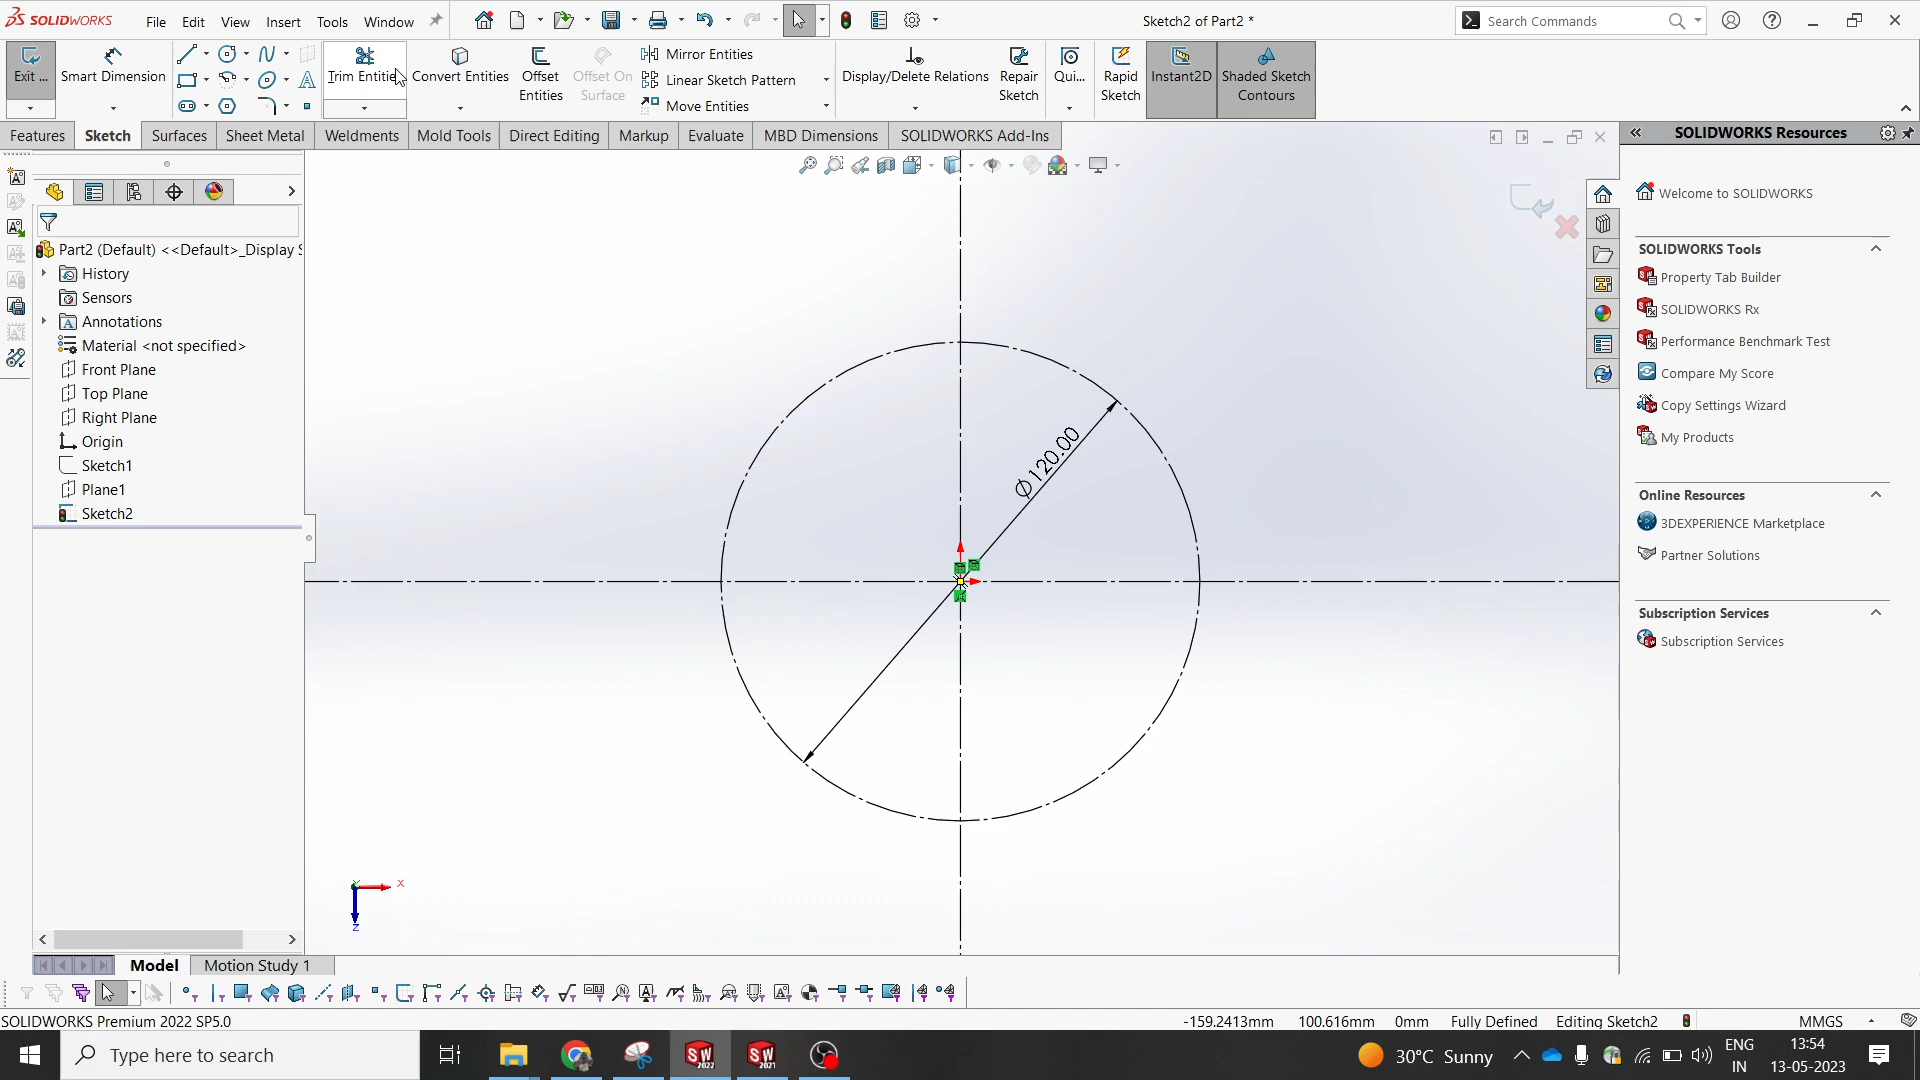 SOLIDWORKS
File Edit View Insert Tools Window
Sketch2 of Part2 *
Search Commands
Exit ...
Smart Dimension
Trim Entitie
Convert Entities
Offset Entities
Offset On Surface
Mirror Entities
Linear Sketch Pattern
Move Entities
Display/Delete Relations
Repair Sketch
Qui...
Rapid Sketch
Instant2D
Shaded Sketch Contours
Features Sketch Surfaces Sheet Metal Weldments Mold Tools Direct Editing Markup Evaluate MBD Dimensions SOLIDWORKS Add-Ins
SOLIDWORKS Resources
Part2 (Default) <<Default>_Display S
History
Sensors
Annotations
Material <not specified>
Front Plane
Top Plane
Right Plane
Origin
Sketch1
Plane1
Sketch2
Φ120.00
X
Z
Welcome to SOLIDWORKS
SOLIDWORKS Tools
Property Tab Builder
SOLIDWORKS Rx
Performance Benchmark Test
Compare My Score
Copy Settings Wizard
My Products
Online Resources
3DEXPERIENCE Marketplace
Partner Solutions
Subscription Services
Subscription Services
Model Motion Study 1
SOLIDWORKS Premium 2022 SP5.0
-159.2413mm 100.616mm 0mm Fully Defined Editing Sketch2 MMGS
Type here to search
SW 2022
SW 2021
30°C Sunny
ENG
IN
13:54
13-05-2023